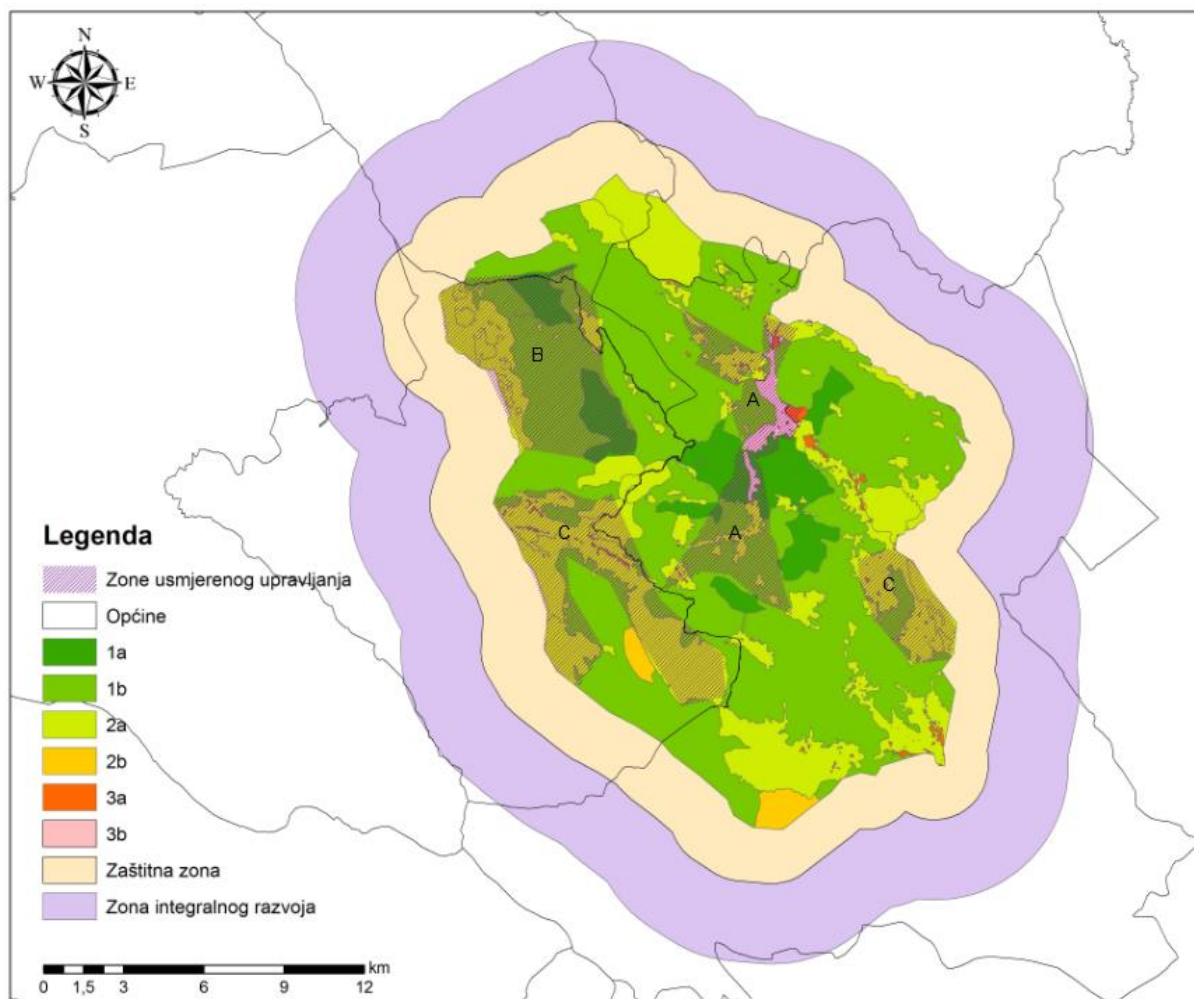 N
W E
S
B
A
C
A
C
Legenda
Zone usmjerenog upravljanja
Općine
1a
1b
2a
2b
3a
3b
Zaštitna zona
Zona integralnog razvoja
km
0 1,5 3 6 9 12